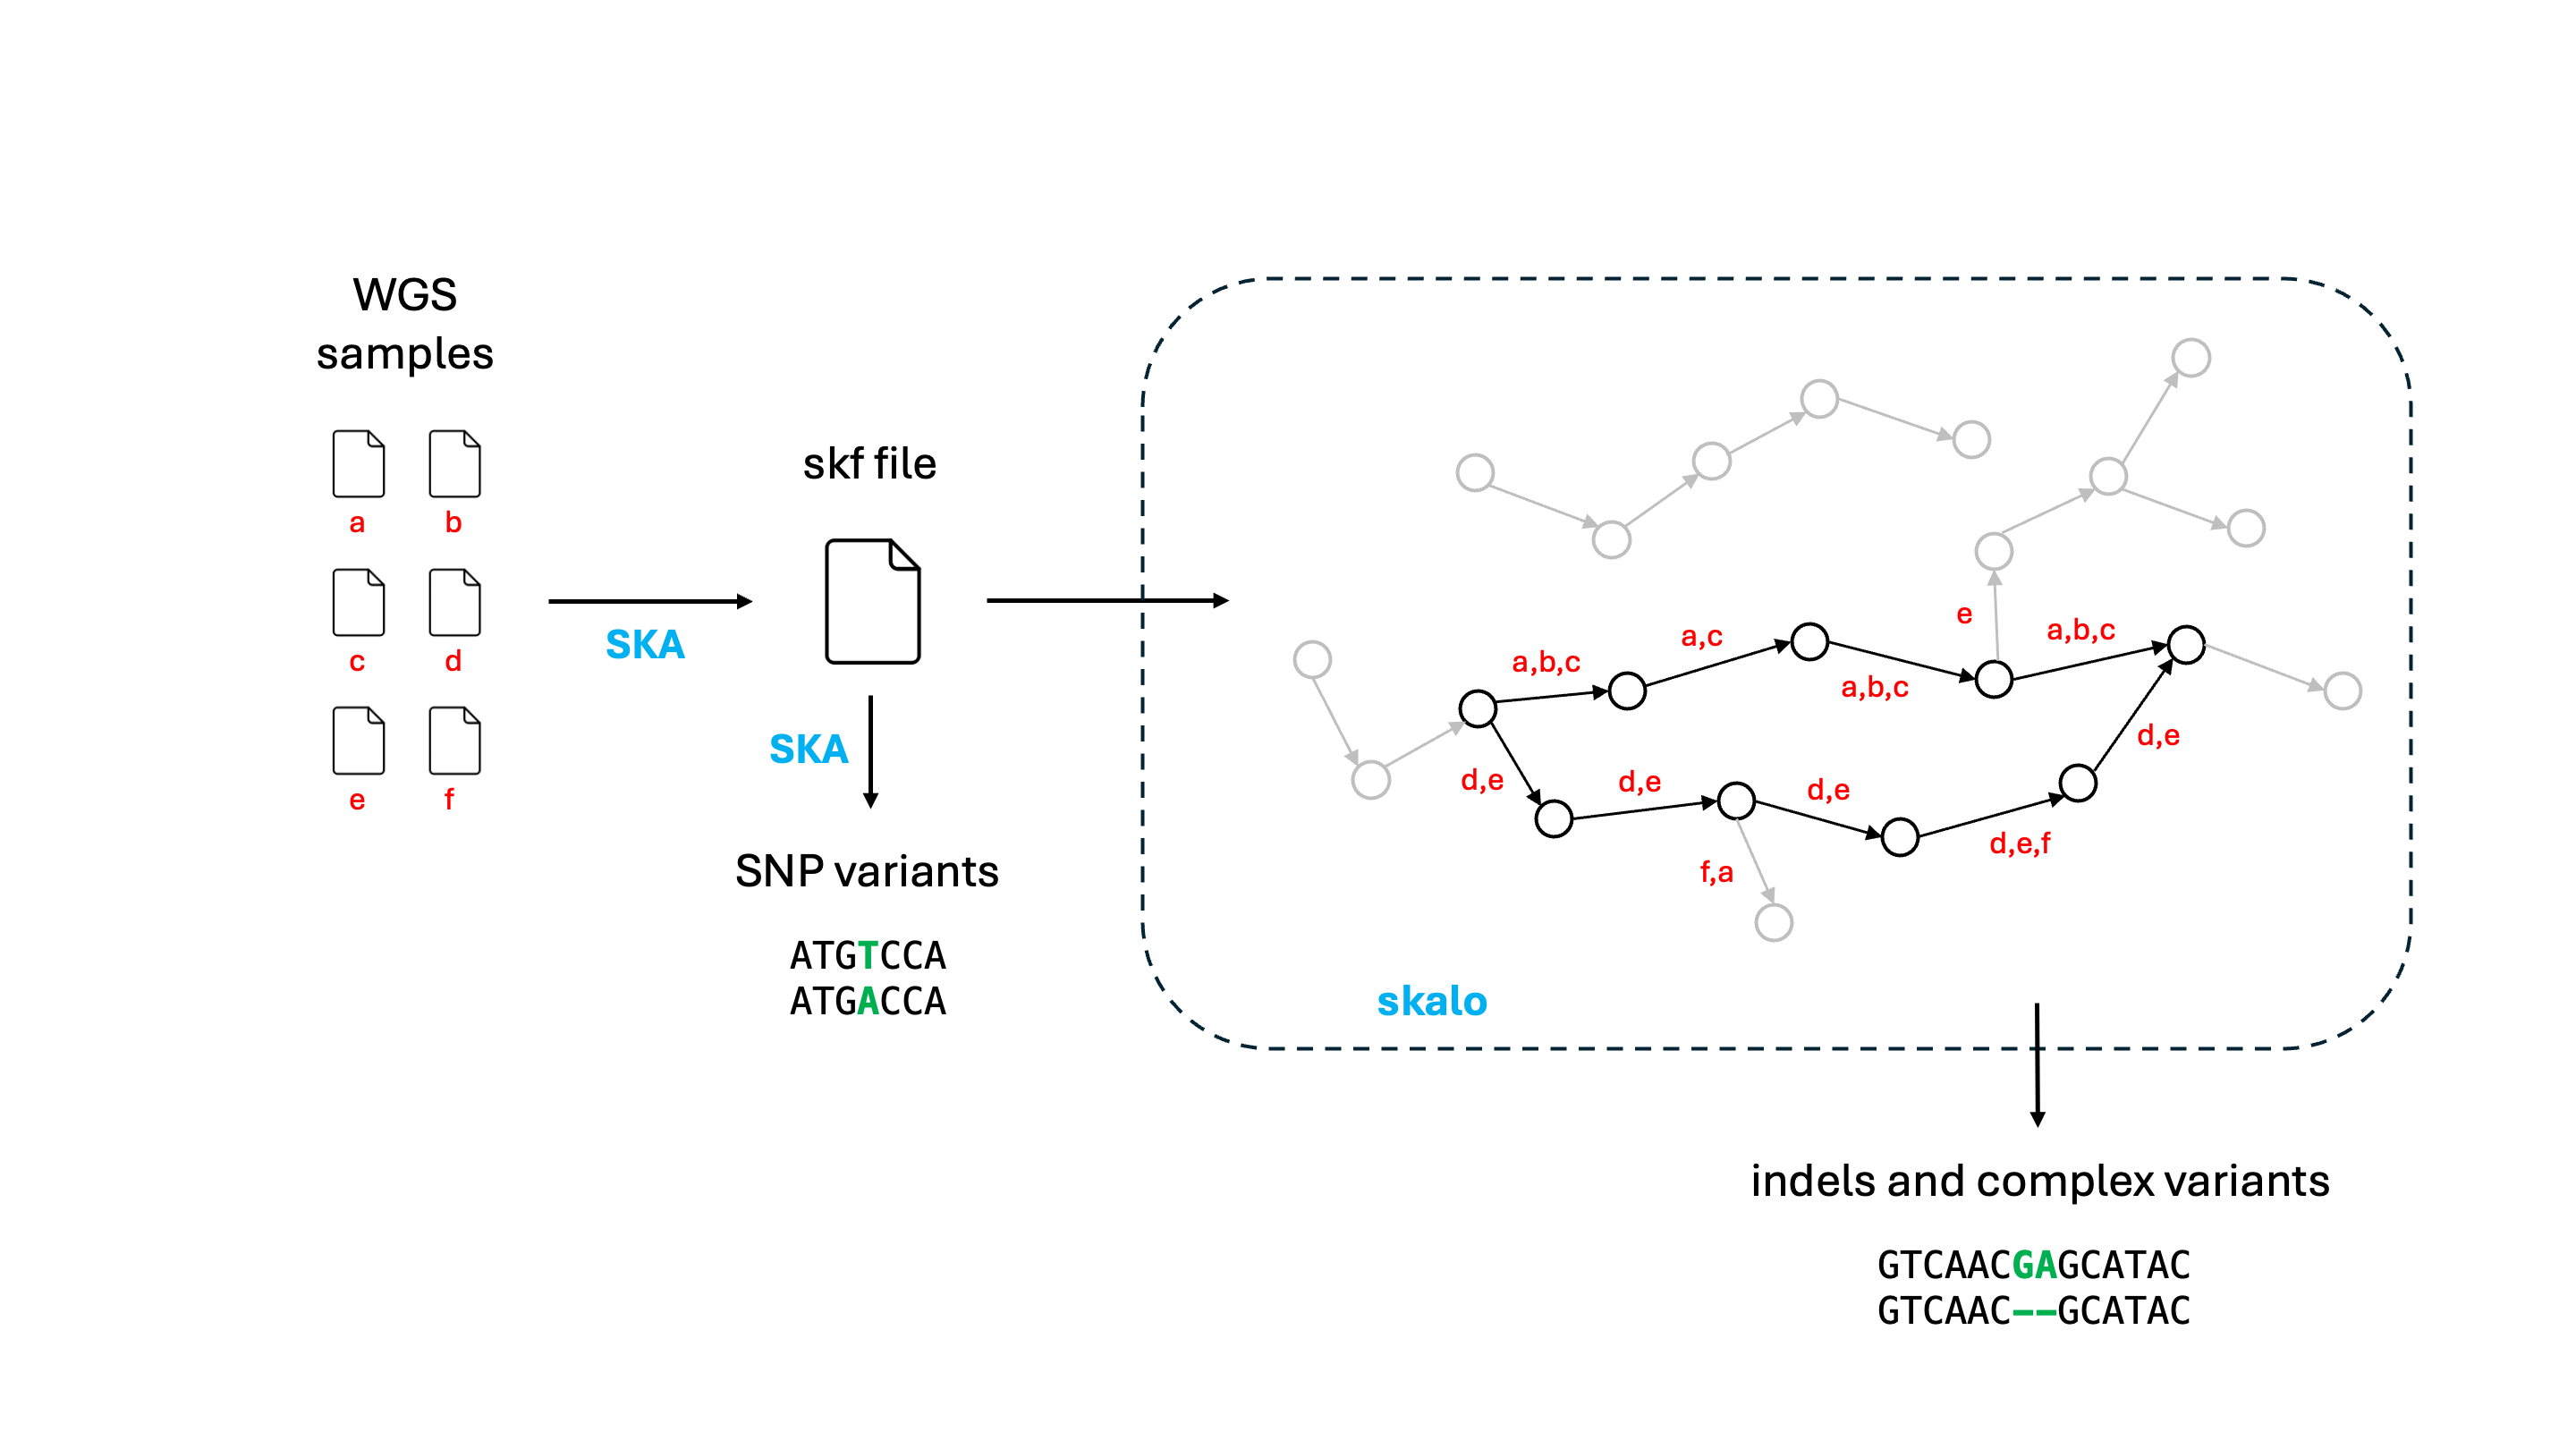 WGS
samples
a
b
c
d
e
f
SKA
skf file
SKA
SNP variants
ATGTCCA
ATGACCA
e
a,b,c
a,c
a,b,c
a,b,c
d,e
d,e
d,e
d,e
d,e,f
f,a
skalo
indels and complex variants
GTCAACGAGCATAC
GTCAAC--GCATAC